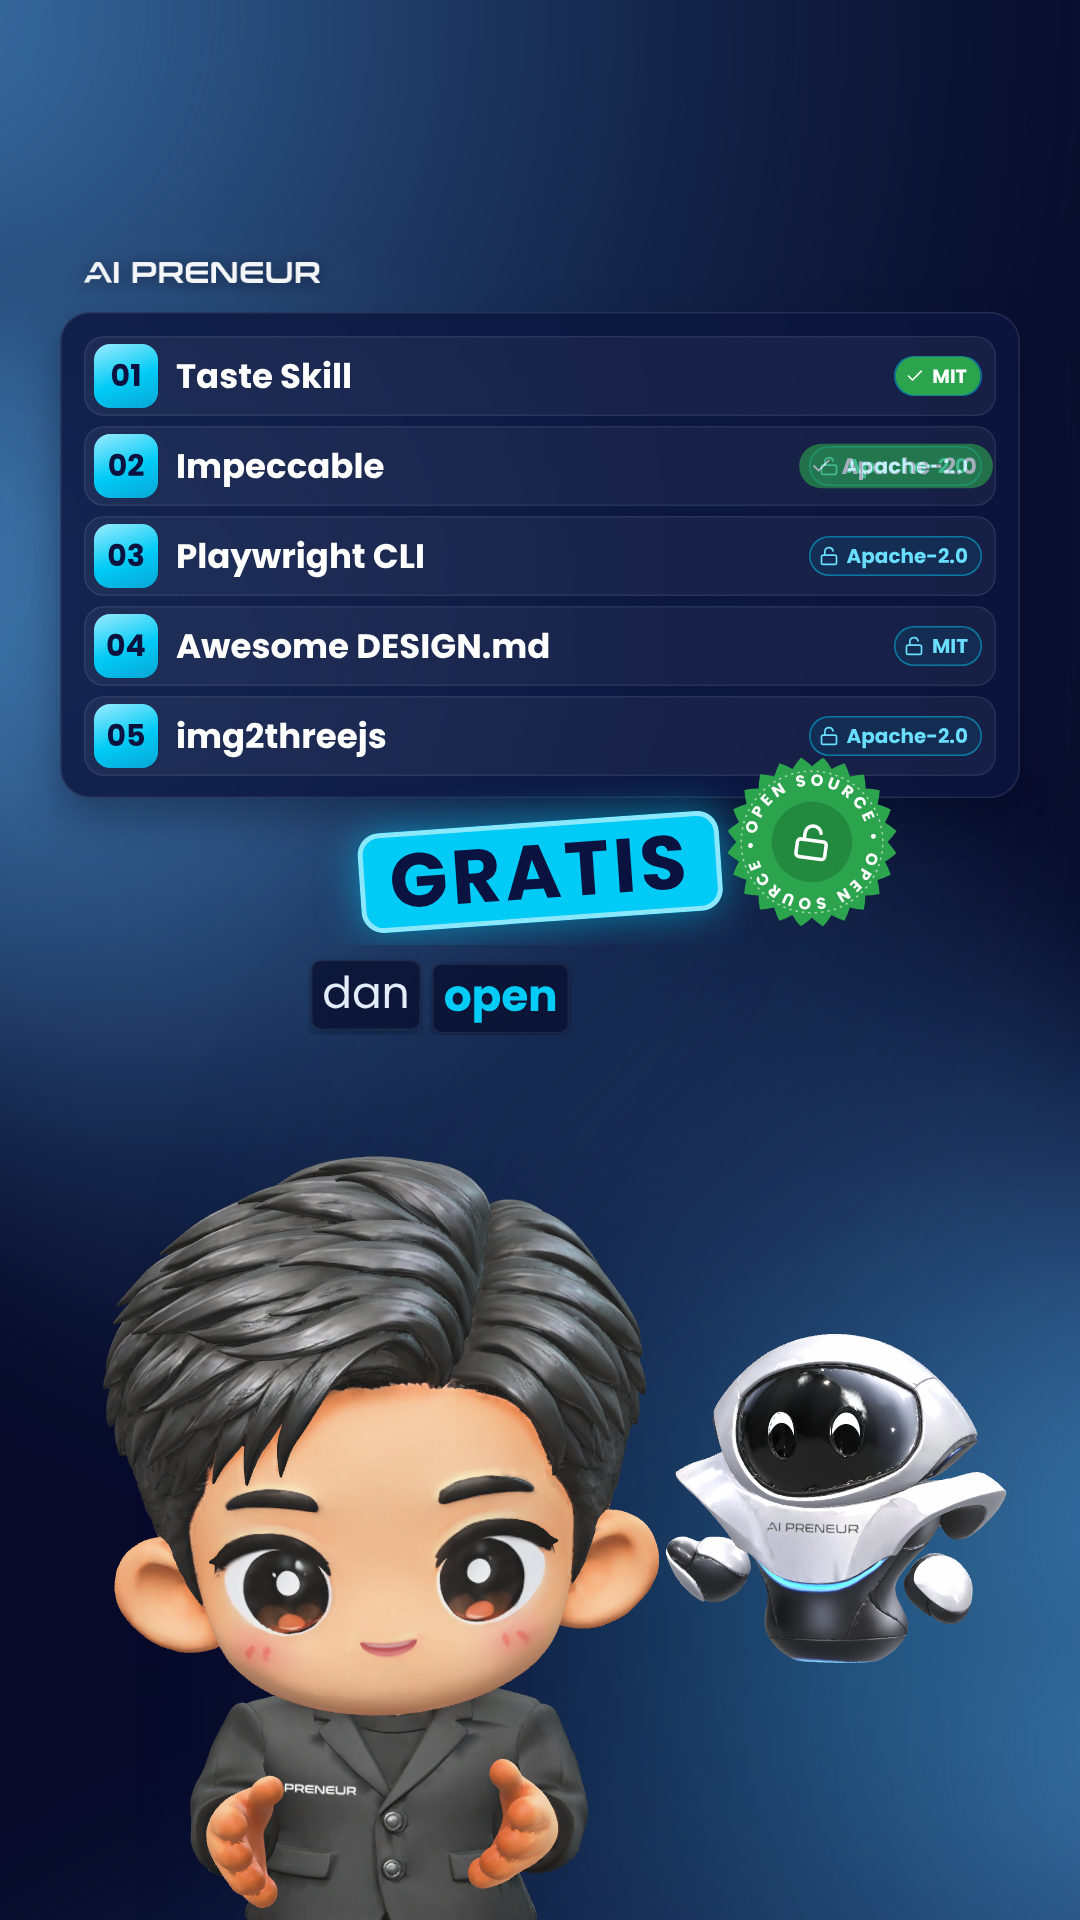 AI PRENEUR
01 Taste Skill MIT
02 Impeccable Apache-2.0
03 Playwright CLI Apache-2.0
04 Awesome DESIGN.md MIT
05 img2threejs Apache-2.0
OPEN SOURCE • OPEN SOURCE •
GRATIS
dan open
AI PRENEUR
PRENEUR